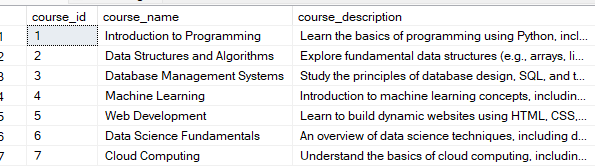 course_id course_name course_description
1 1 Introduction to Programming Learn the basics of programming using Python, incl...
2 2 Data Structures and Algorithms Explore fundamental data structures (e.g., arrays, li...
3 3 Database Management Systems Study the principles of database design, SQL, and t...
4 4 Machine Learning Introduction to machine learning concepts, includin...
5 5 Web Development Learn to build dynamic websites using HTML, CSS,...
6 6 Data Science Fundamentals An overview of data science techniques, including d...
7 7 Cloud Computing Understand the basics of cloud computing, includin...